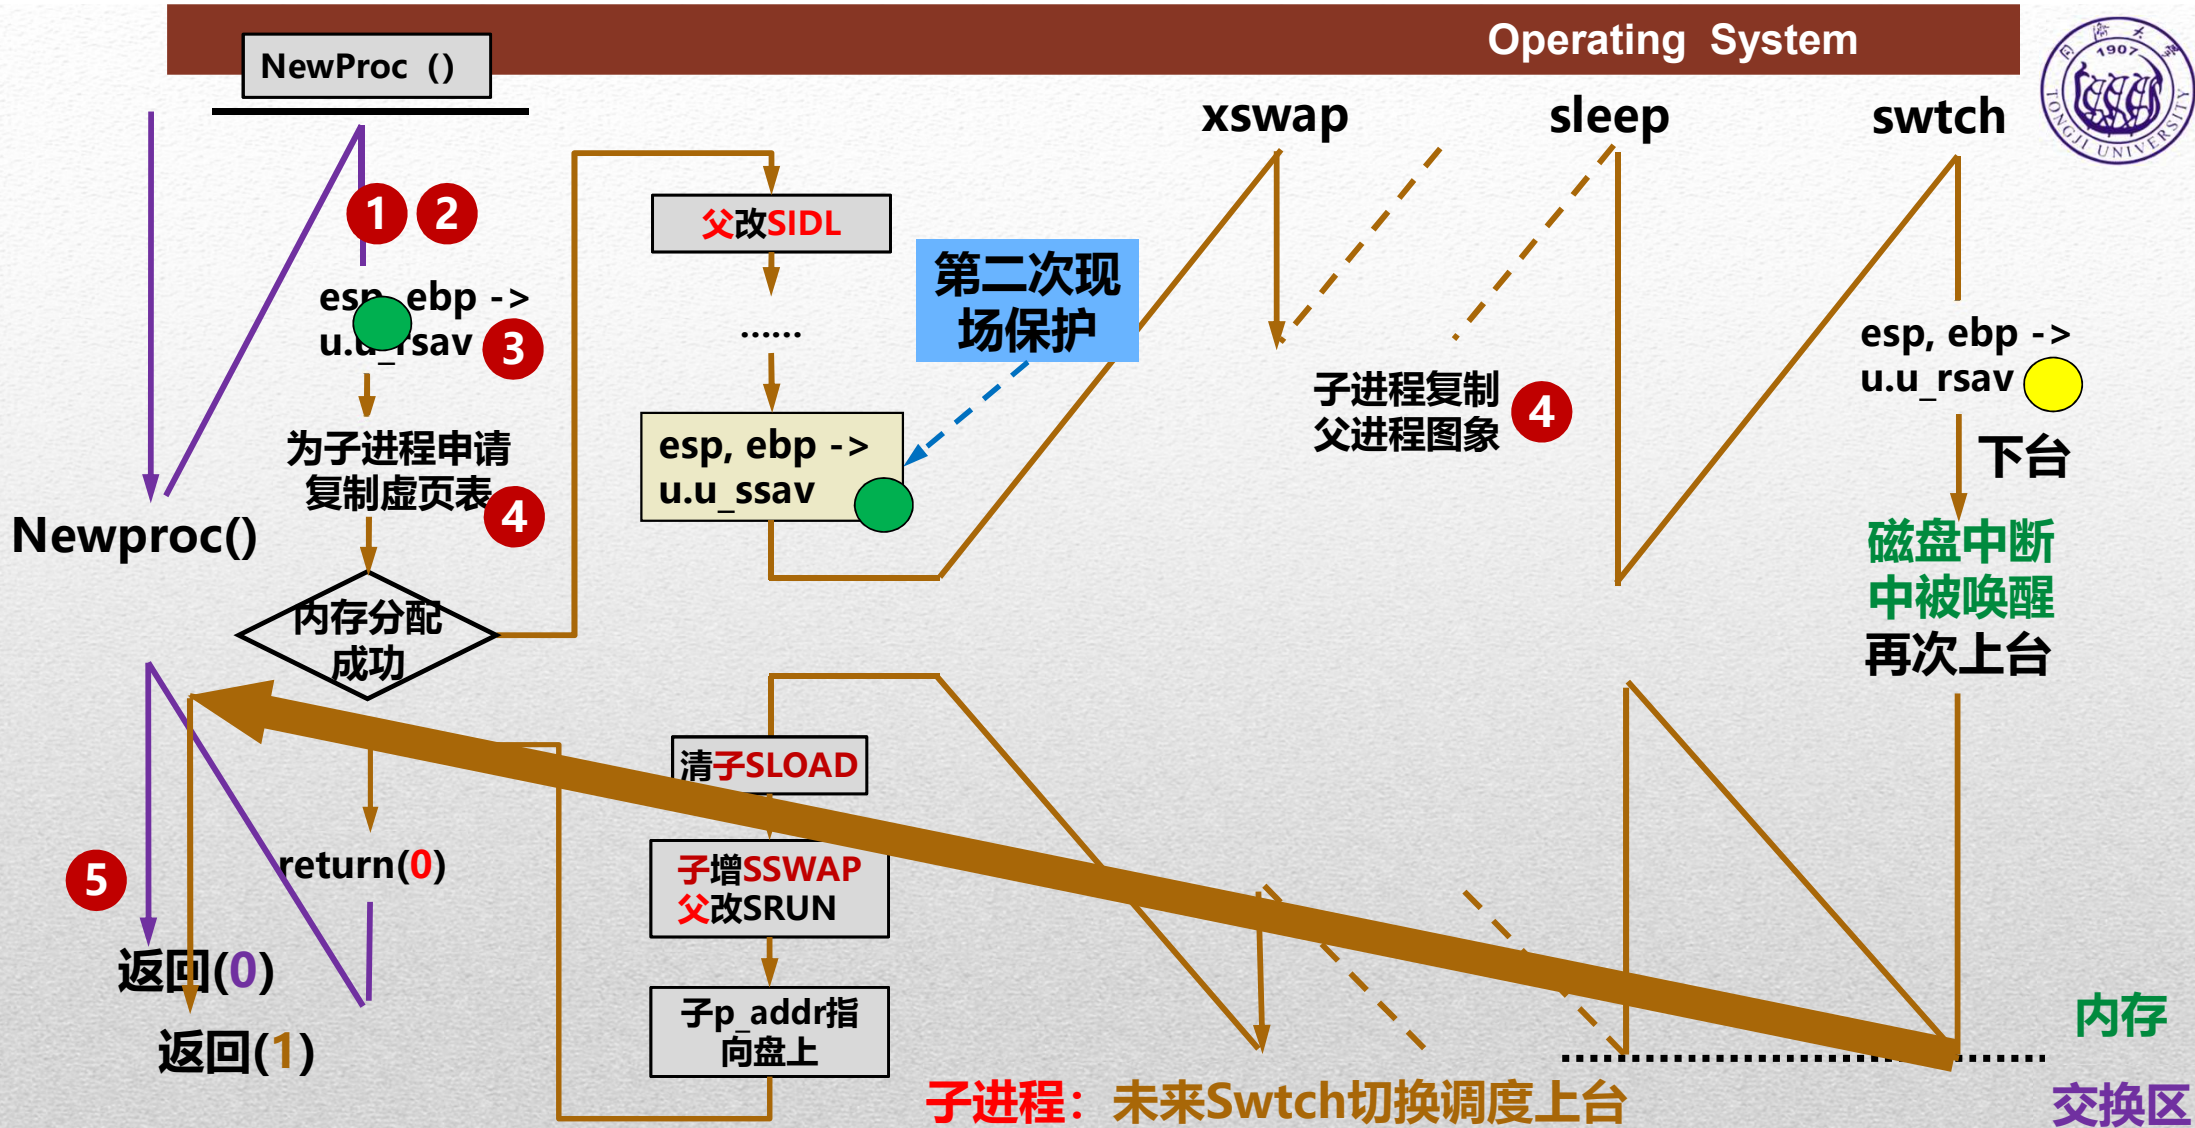 Operating System
NewProc ()
TONGJI UNIVERSITY
1907
xswap
sleep
swtch
1
2
esp, ebp ->
u.u_rsav
3
为子进程申请
复制虚页表
4
Newproc()
内存分配
成功
父改SIDL
......
第二次现
场保护
esp, ebp ->
u.u_ssav
子进程复制
父进程图象
4
esp, ebp ->
u.u_rsav
下台
磁盘中断
中被唤醒
再次上台
清子SLOAD
子增SSWAP
父改SRUN
子p_addr指
向盘上
return(0)
5
返回(0)
返回(1)
内存
子进程：未来Swtch切换调度上台
交换区